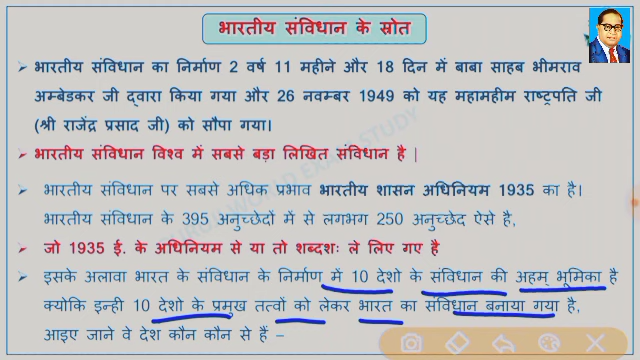 भारतीय संविधान के स्रोत
भारतीय संविधान का निर्माण 2 वर्ष 11 महीने और 18 दिन में बाबा साहब भीमराव
अम्बेडकर जी द्वारा किया गया और 26 नवम्बर 1949 को यह महामहीम राष्ट्रपति जी
(श्री राजेंद्र प्रसाद जी) को सौपा गया।
भारतीय संविधान विश्व में सबसे बड़ा लिखित संविधान है |
भारतीय संविधान पर सबसे अधिक प्रभाव भारतीय शासन अधिनियम 1935 का है।
भारतीय संविधान के 395 अनुच्छेदों में से लगभग 250 अनुच्छेद ऐसे है,
जो 1935 ई. के अधिनियम से या तो शब्दशः ले लिए गए है
इसके अलावा भारत के संविधान के निर्माण में 10 देशो के संविधान की अहम् भूमिका है
क्योकि इन्ही 10 देशो के प्रमुख तत्वों को लेकर भारत का संविधान बनाया गया है,
आइए जाने वे देश कौन कौन से हैं –